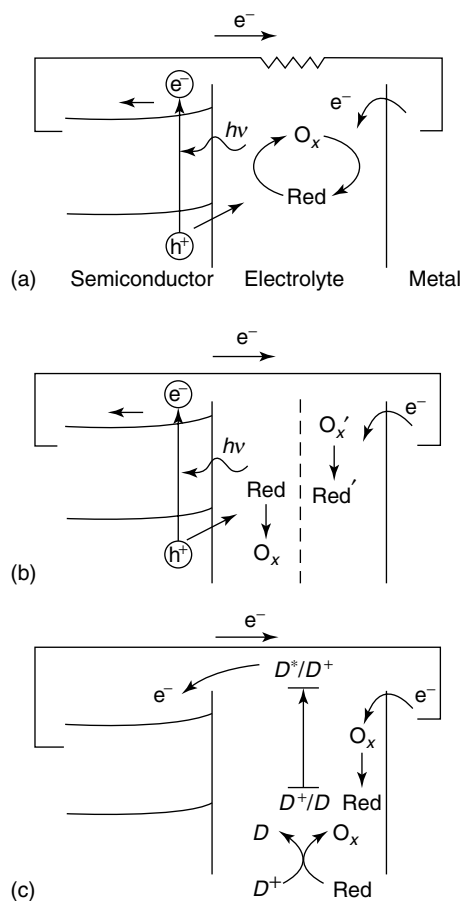 e⁻
e⁻
e⁻
hν
Oₓ
Red
h⁺
(a) Semiconductor Electrolyte Metal
e⁻
e⁻
e⁻
Oₓ′
hν
Red
Red′
h⁺
Oₓ
(b)
e⁻
D*/D⁺
e⁻
e⁻
Oₓ
D⁺/D Red
D Oₓ
D⁺ Red
(c)